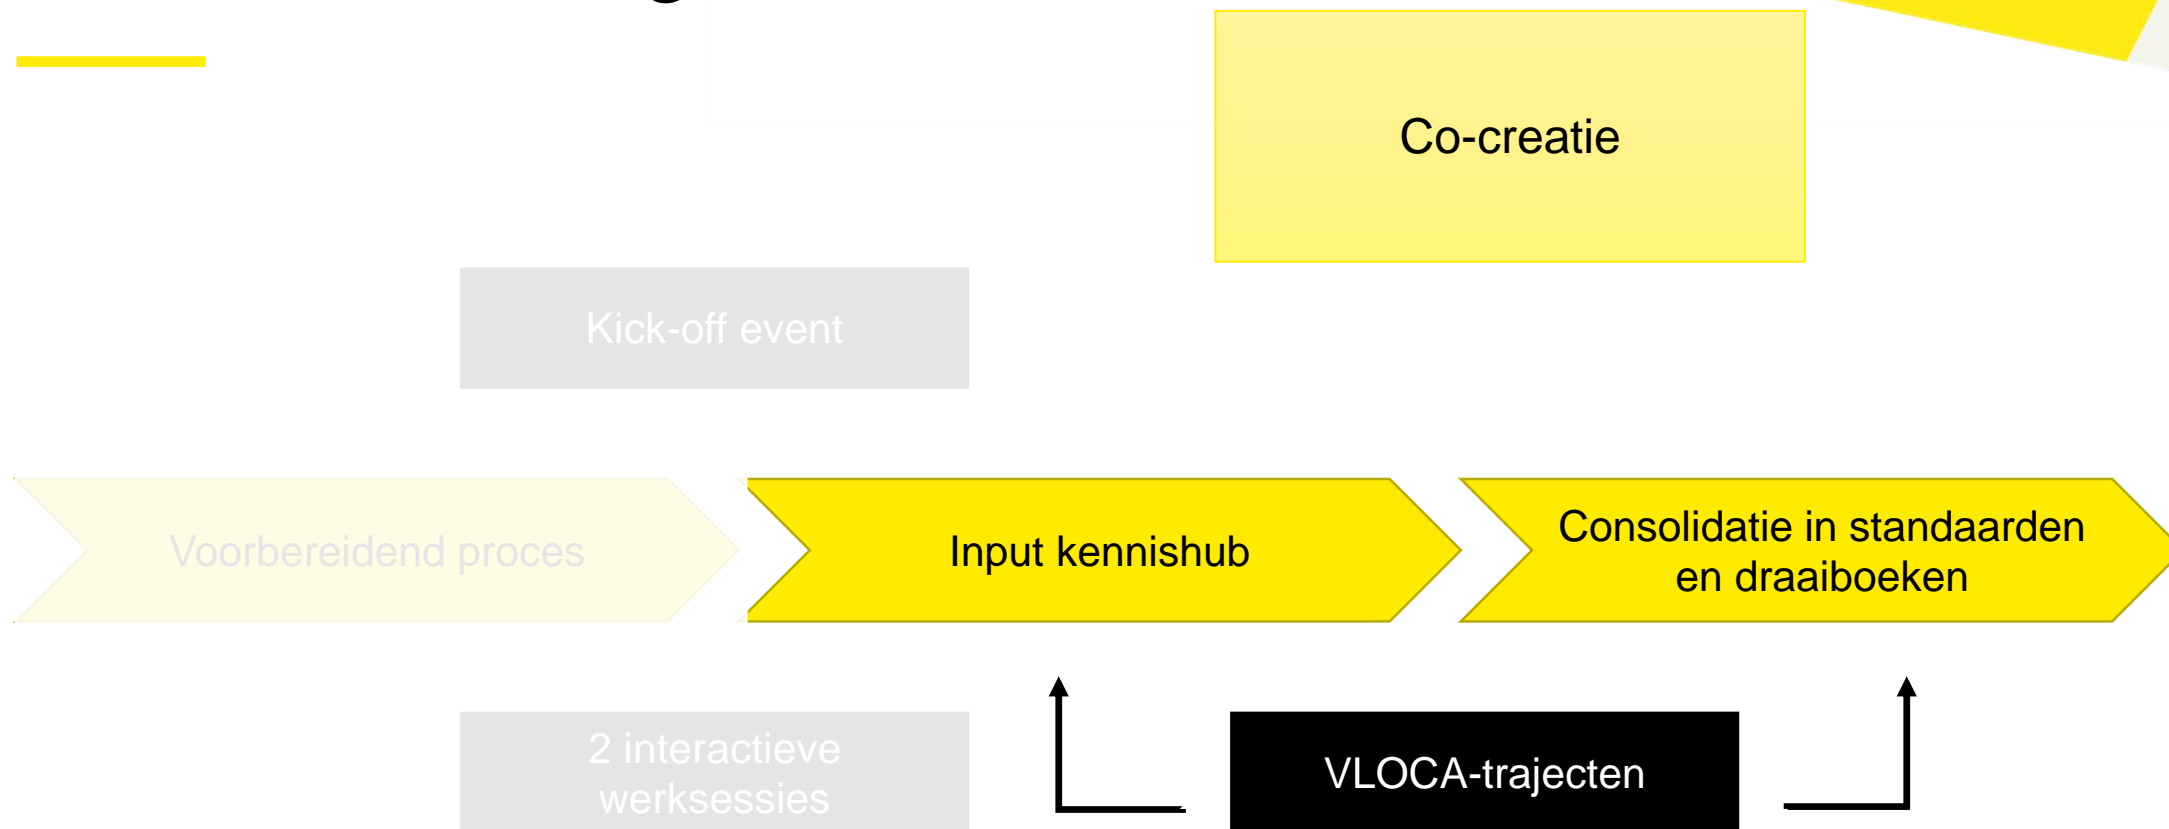 Co-creatie
Kick-off event
Voorbereidend proces
Input kennishub
Consolidatie in standaarden
en draaiboeken
2 interactieve
werksessies
VLOCA-trajecten